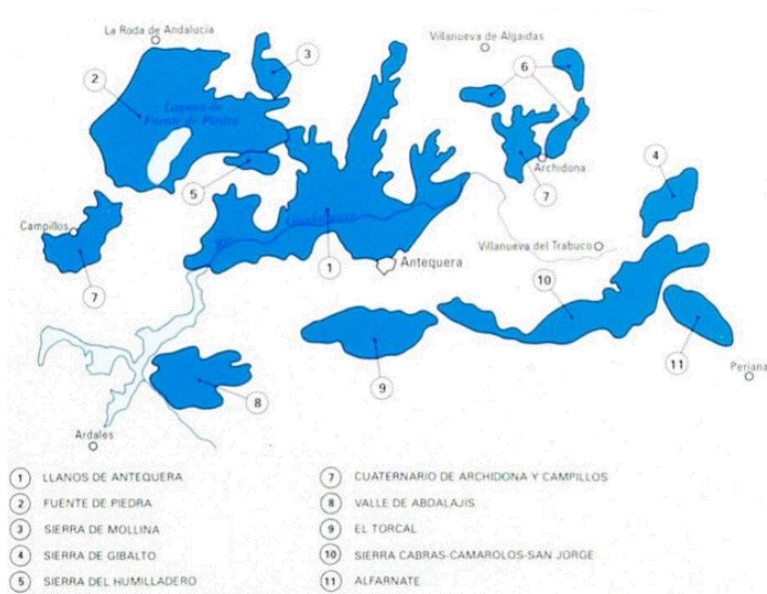 La Roda de Andalucía
Villanueva de Algaidas
3
6
2
Laguna de
Fuente de Piedra
5
Archidona
7
4
Campillos
Río Guadalhorce
Villanueva del Trabuco
7
1
Antequera
10
9
11
Periana
8
Ardales
1 LLANOS DE ANTEQUERA
2 FUENTE DE PIEDRA
3 SIERRA DE MOLLINA
4 SIERRA DE GIBALTO
5 SIERRA DEL HUMILLADERO
7 CUATERNARIO DE ARCHIDONA Y CAMPILLOS
8 VALLE DE ABDALAJIS
9 EL TORCAL
10 SIERRA CABRAS-CAMAROLOS-SAN JORGE
11 ALFARNATE